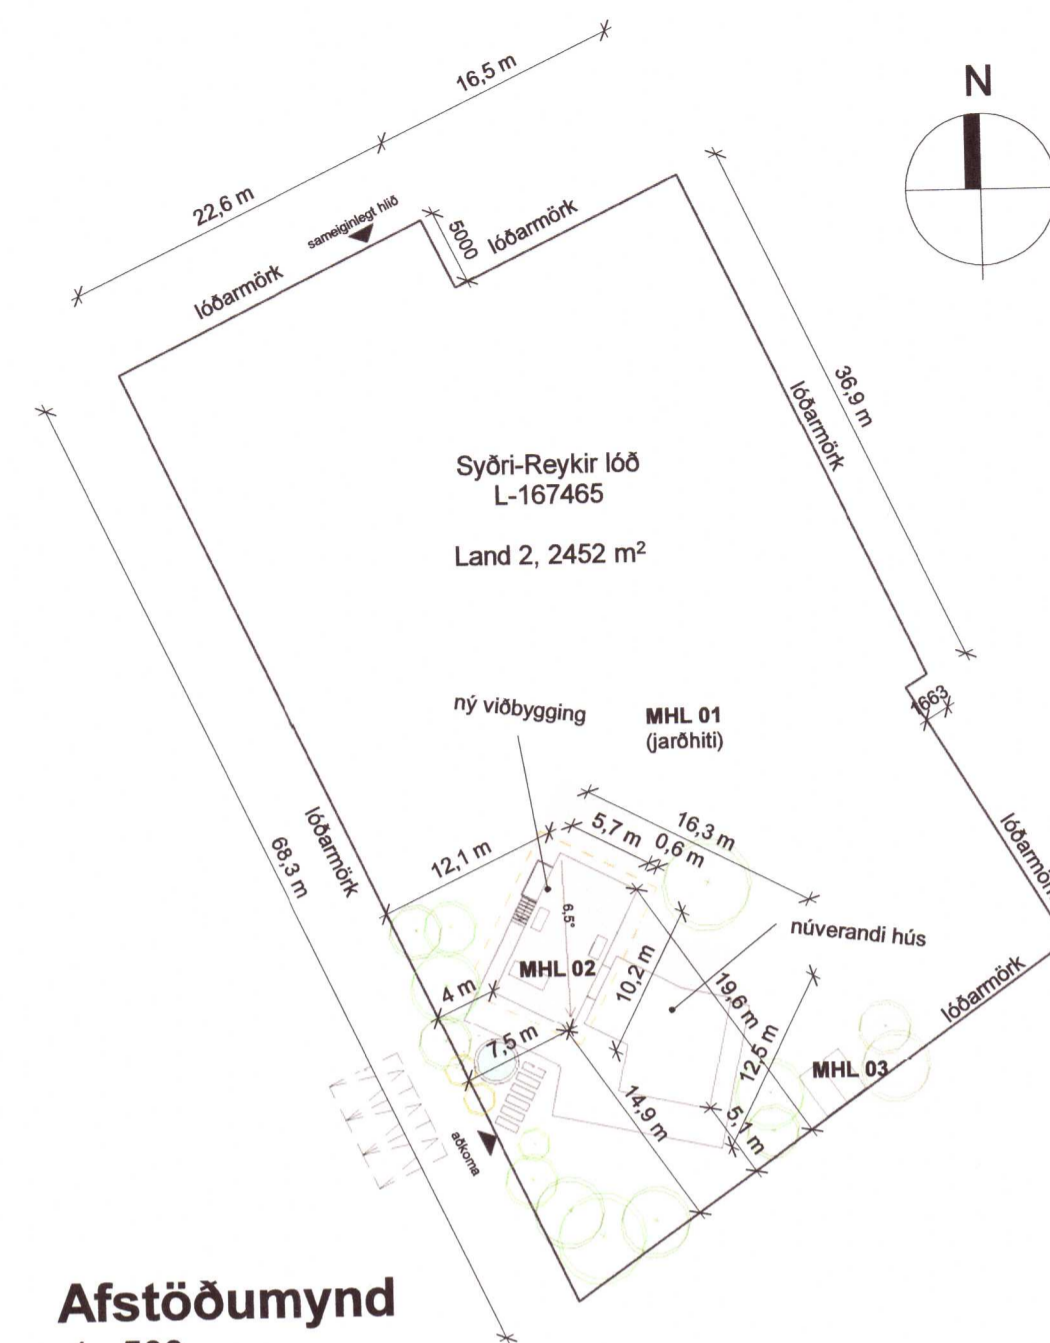 16,5 m
N
22,6 m
sameiginlegt hlið
5000
lóðarmörk
lóðarmörk
36,9 m
lóðarmörk
Syðri-Reykir lóð
L-167465
Land 2, 2452 m²
1663
ný viðbygging
MHL 01
(jarðhiti)
lóðarmörk
68,3 m
12,1 m
5,7 m
0,6 m
16,3 m
lóðarmörk
6,5°
núverandi hús
MHL 02
10,2 m
4 m
19,6 m
lóðarmörk
7,5 m
12,5 m
MHL 03
14,9 m
5,1 m
aðkoma
Afstöðumynd